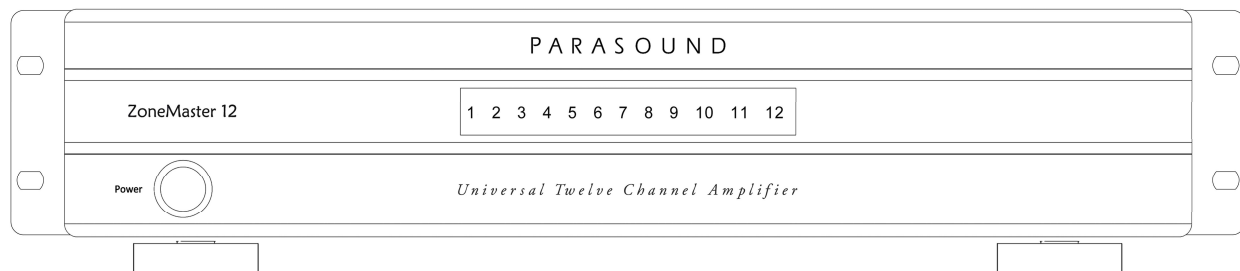 PARASOUND
ZoneMaster 12
1 2 3 4 5 6 7 8 9 10 11 12
Power
Universal Twelve Channel Amplifier